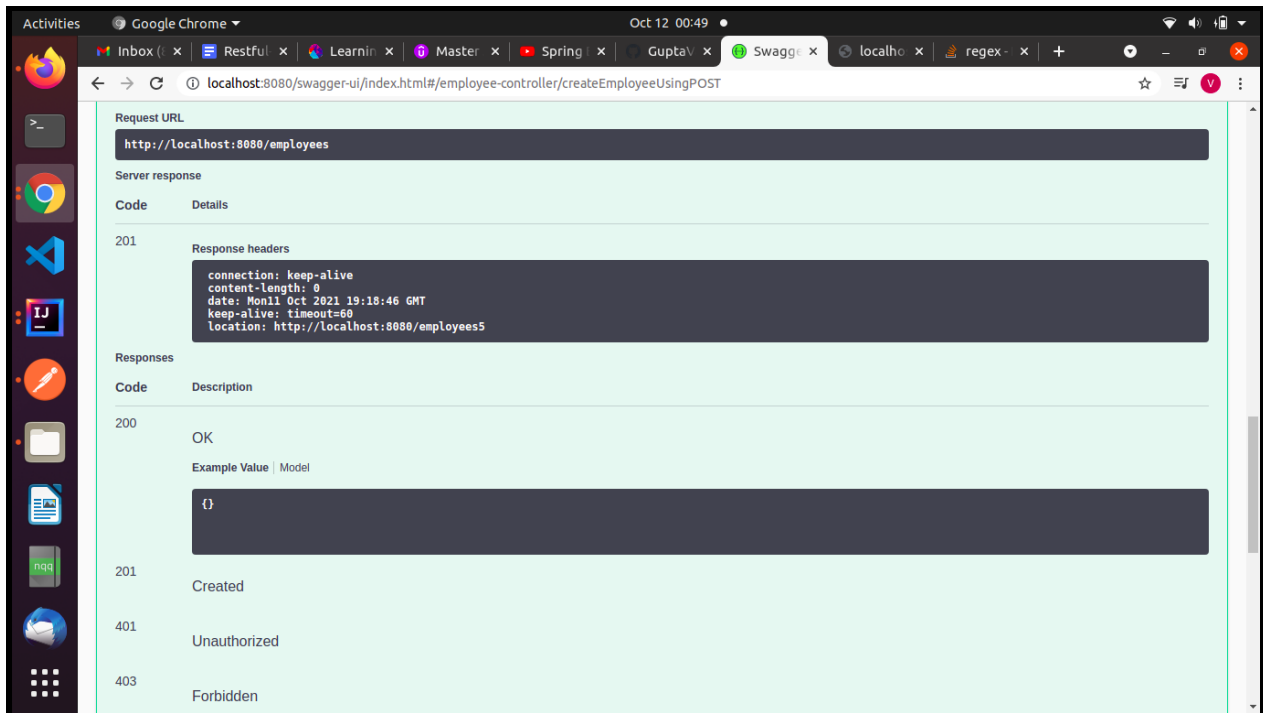 Activities
Google Chrome
Oct 12 00:49
Inbox (
Restful
Learnin
Master
Spring
GuptaV
Swagge
localho
regex -
localhost:8080/swagger-ui/index.html#/employee-controller/createEmployeeUsingPOST
V
Request URL
http://localhost:8080/employees
Server response
Code Details
201
Response headers
connection: keep-alive
content-length: 0
date: Mon11 Oct 2021 19:18:46 GMT
keep-alive: timeout=60
location: http://localhost:8080/employees5
Responses
Code Description
200
OK
Example Value Model
{}
201
Created
401
Unauthorized
403
Forbidden
>_
IJ
nqq